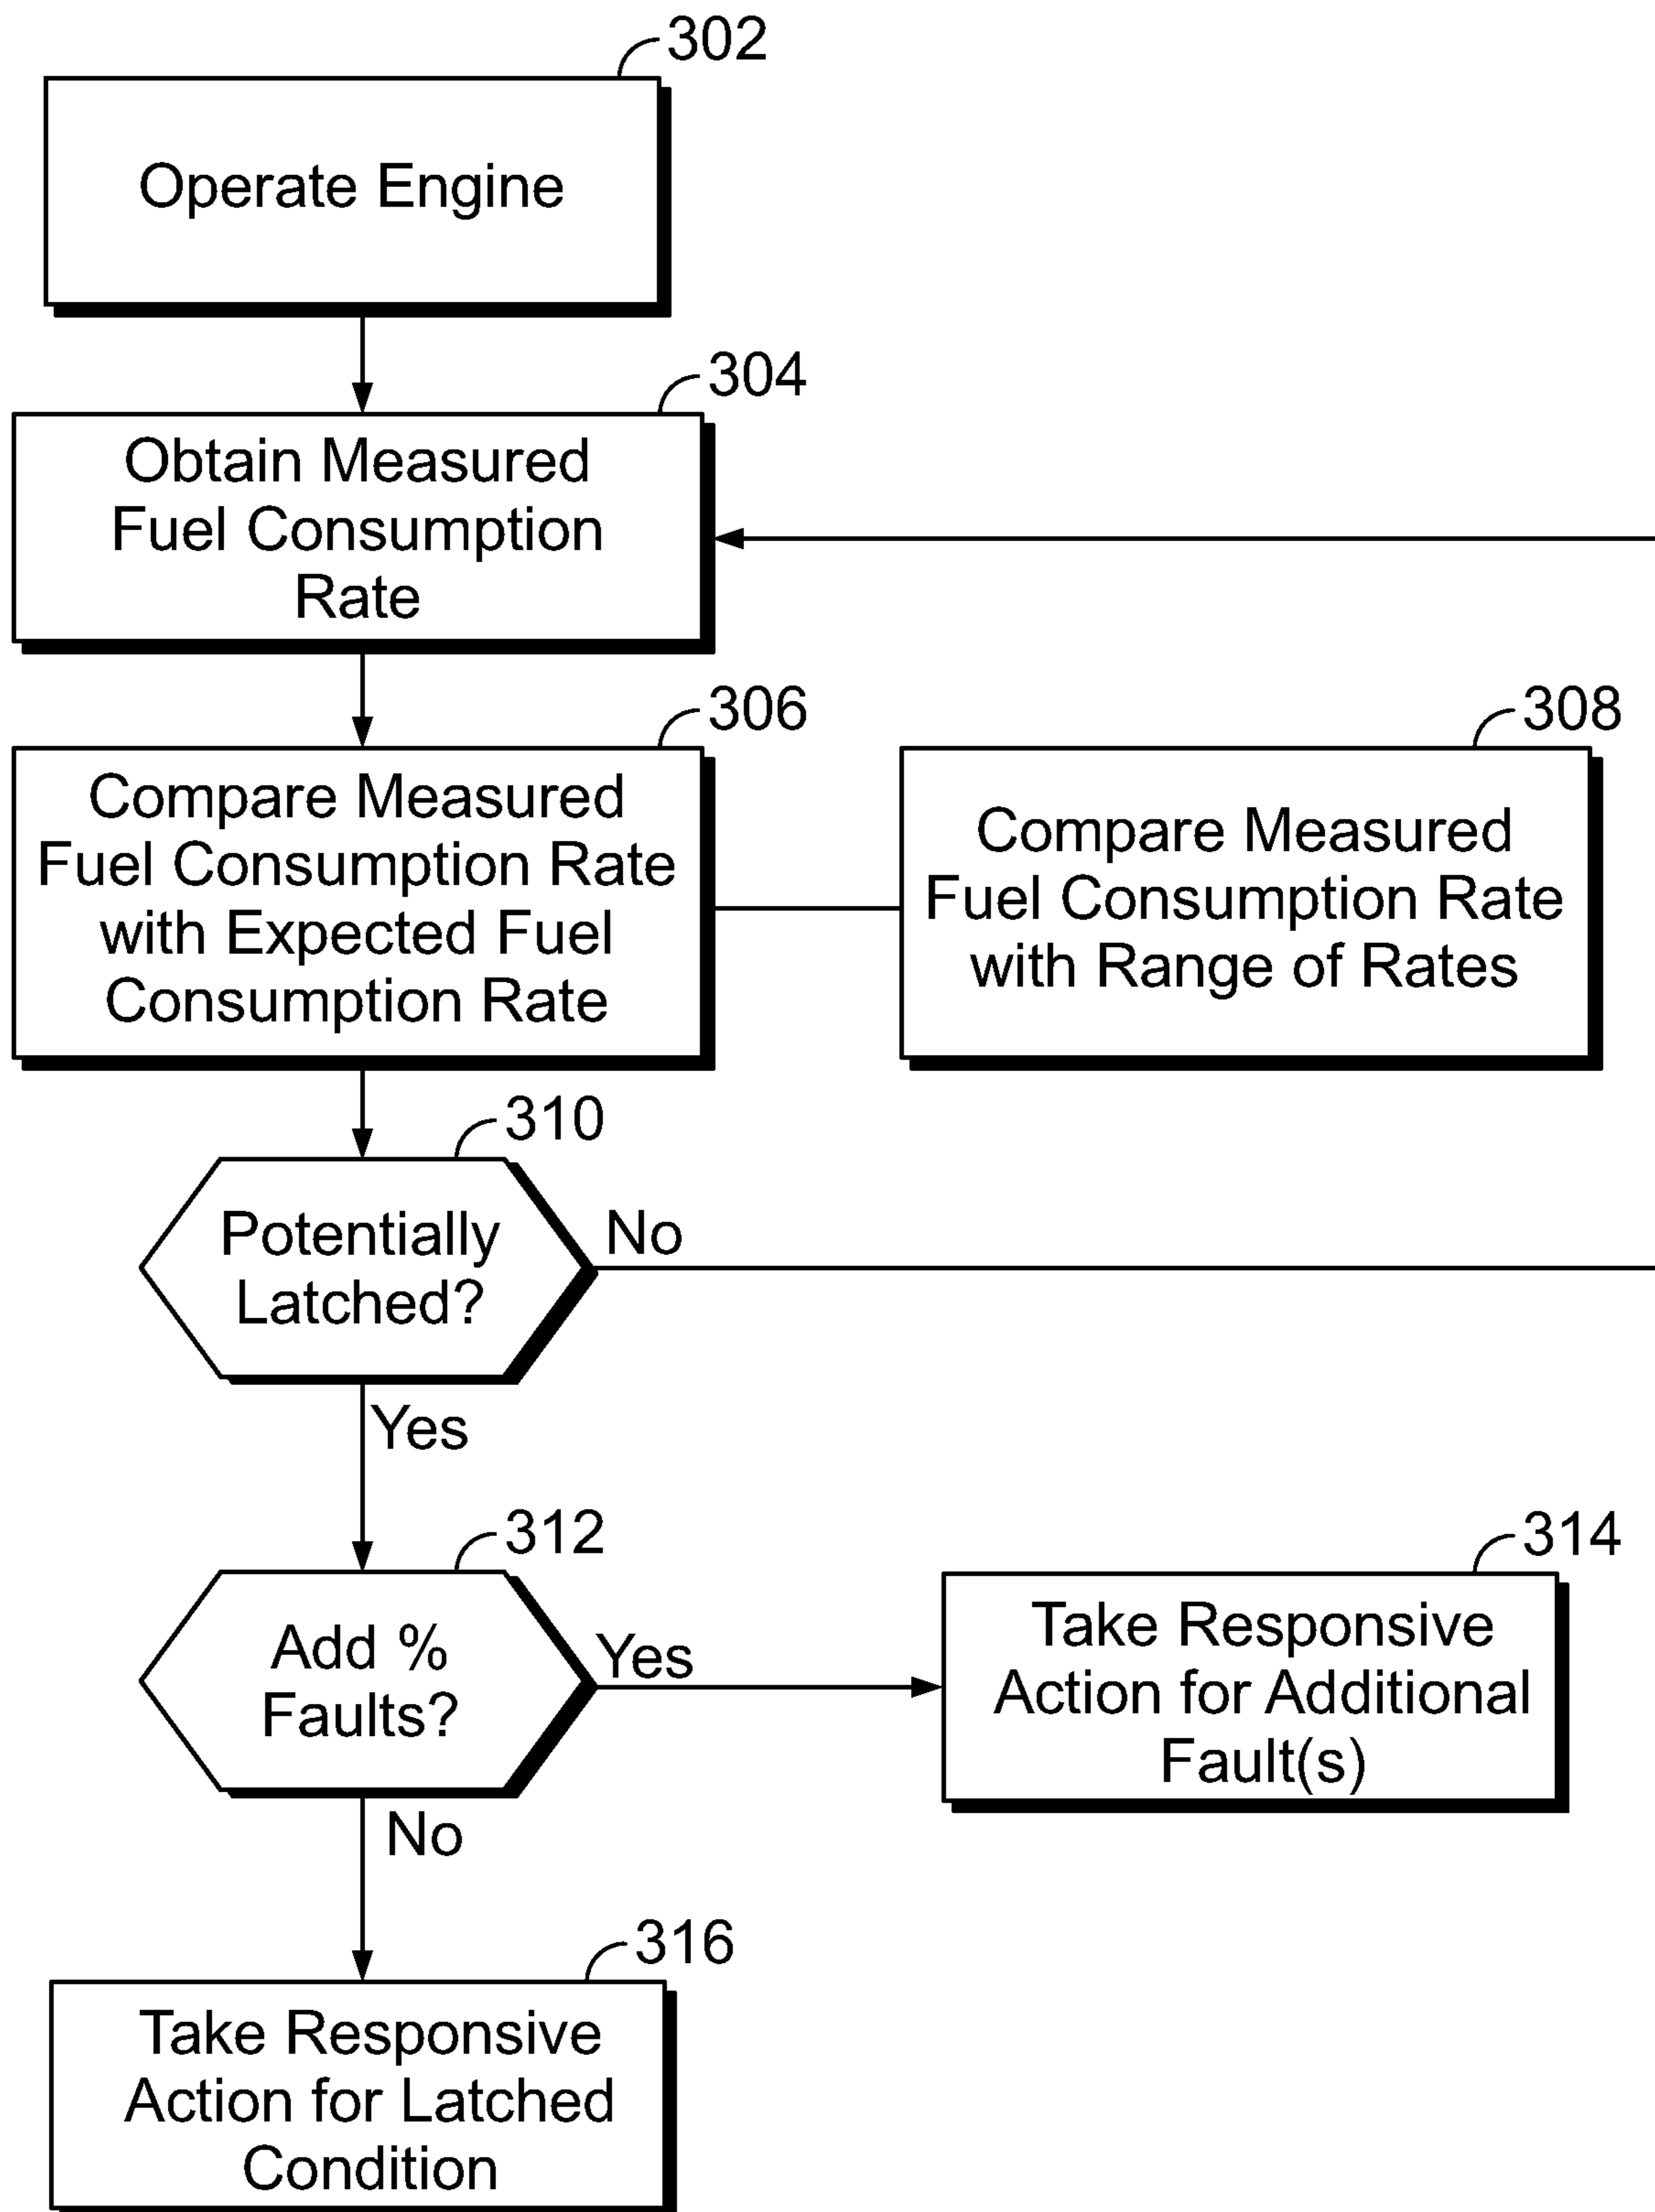 302
Operate Engine
304
Obtain Measured
Fuel Consumption
Rate
306
Compare Measured
Fuel Consumption Rate
with Expected Fuel
Consumption Rate
308
Compare Measured
Fuel Consumption Rate
with Range of Rates
310
Potentially
Latched?
No
Yes
312
Add %
Faults?
Yes
314
Take Responsive
Action for Additional
Fault(s)
No
316
Take Responsive
Action for Latched
Condition